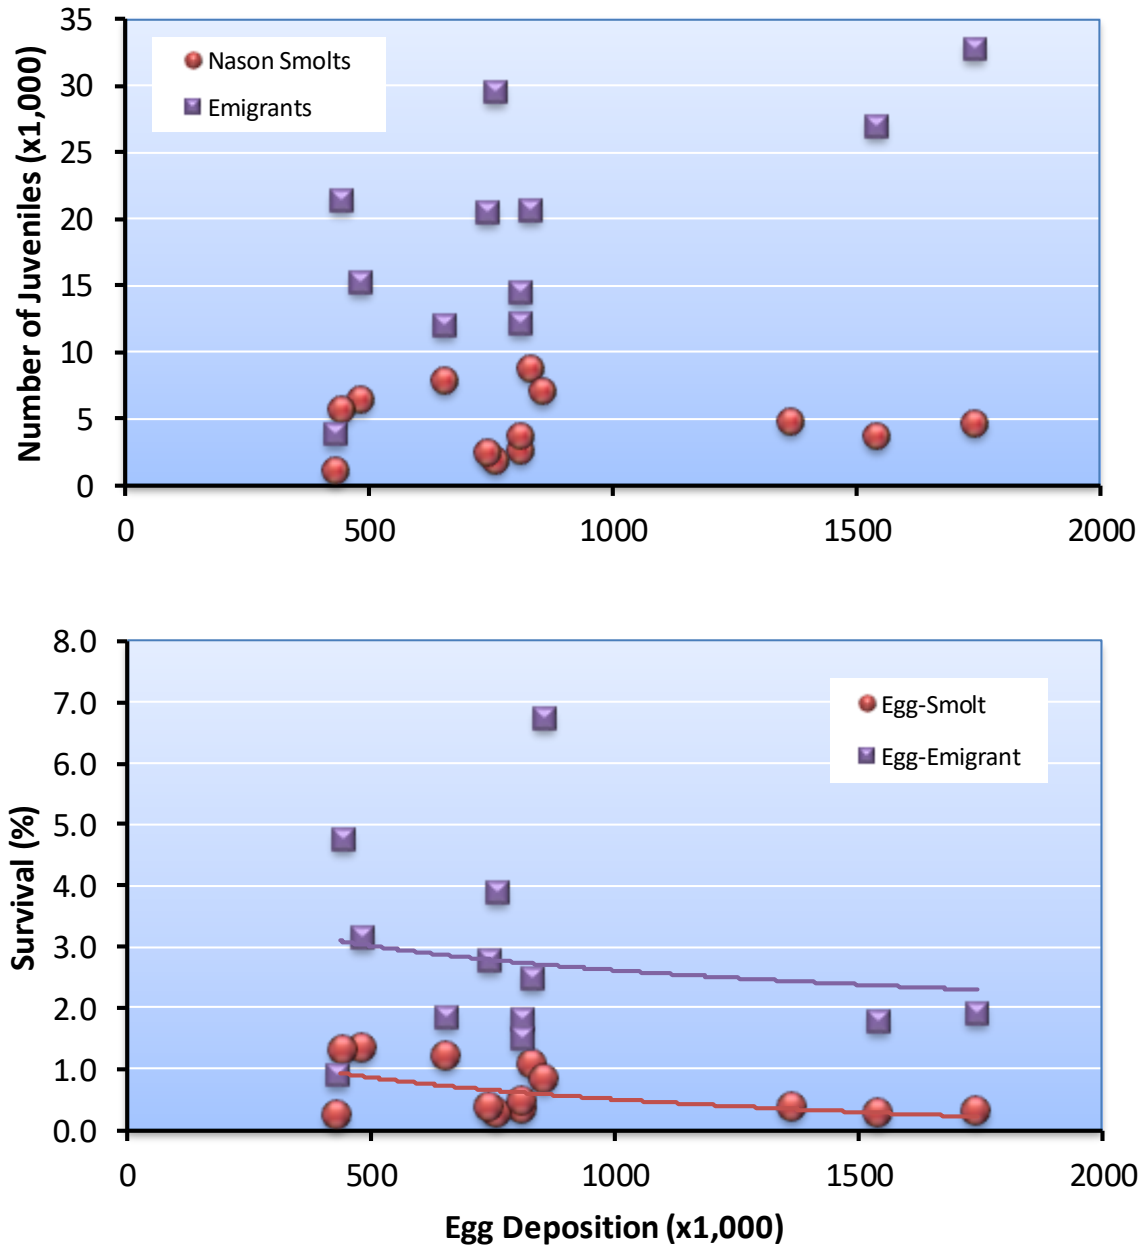 Number of Juveniles (x1,000)
35
30
25
20
15
10
5
0
Nason Smolts
Emigrants
0 500 1000 1500 2000
Survival (%)
8.0
7.0
6.0
5.0
4.0
3.0
2.0
1.0
0.0
Egg-Smolt
Egg-Emigrant
0 500 1000 1500 2000
Egg Deposition (x1,000)